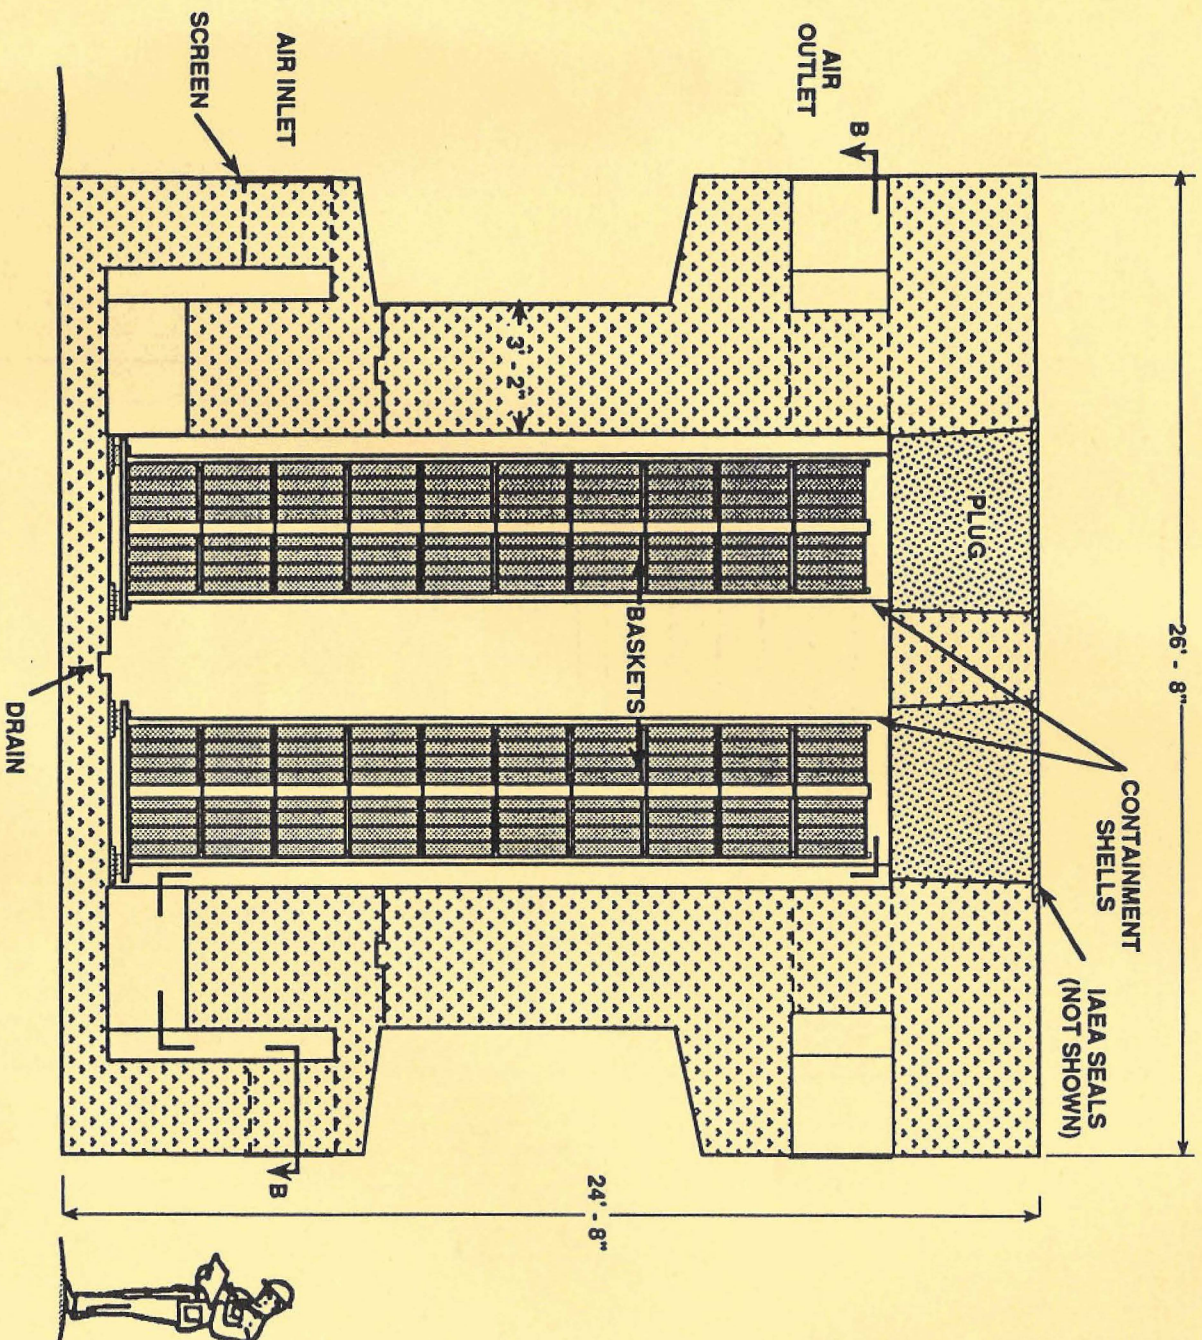 26' - 8"
CONTAINMENT
SHELLS
IAEA SEALS
(NOT SHOWN)
PLUG
AIR
OUTLET
B
3' - 2"
BASKETS
24' - 8"
AIR INLET
SCREEN
B
DRAIN